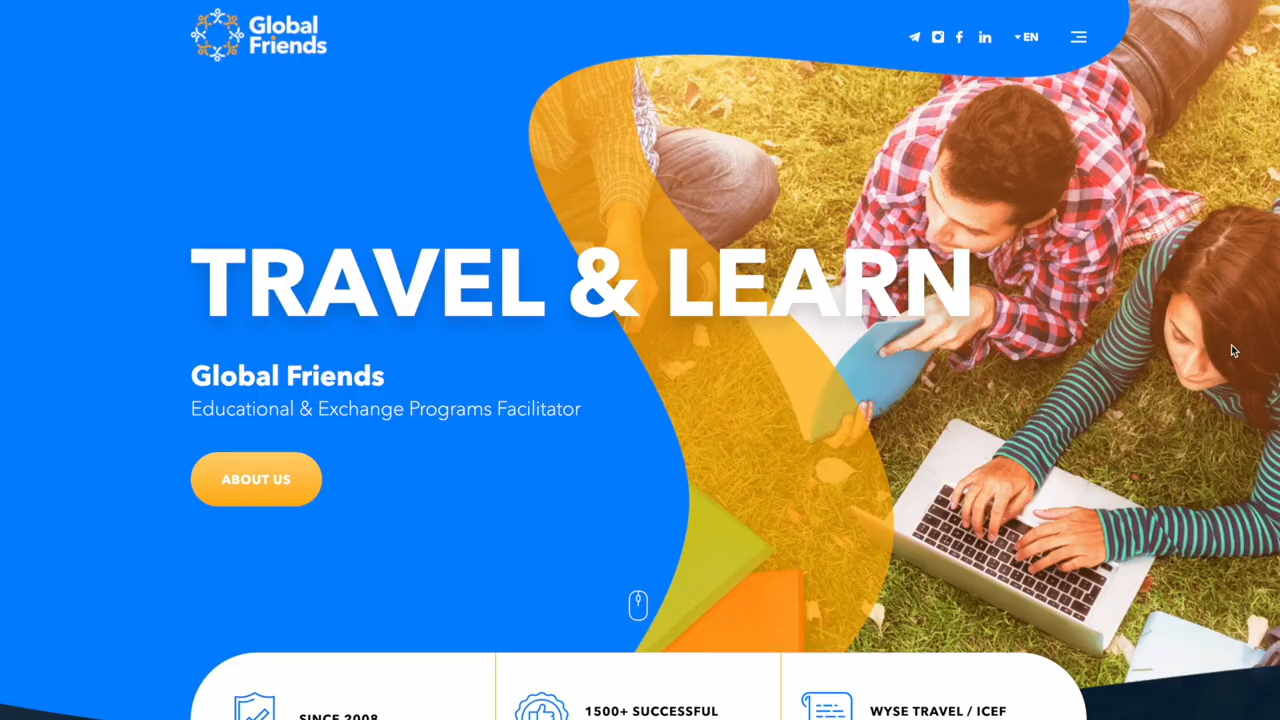 Global
Friends
EN
TRAVEL & LEARN
Global Friends
Educational & Exchange Programs Facilitator
ABOUT US
SINCE 2008
1500+ SUCCESSFUL
WYSE TRAVEL / ICEF